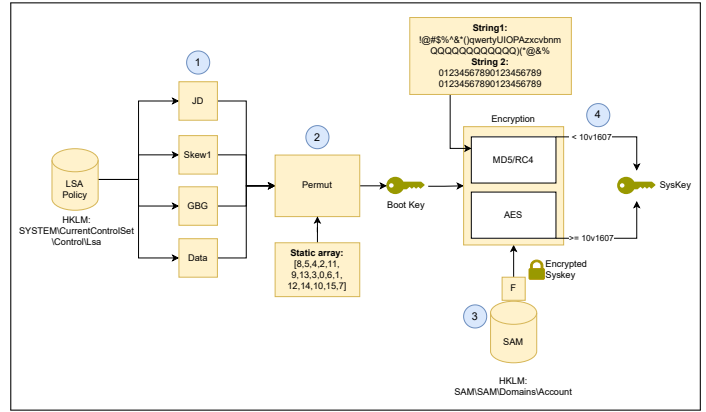 String1:
!@#$%^&*()qwertyUIOPAzxcvbnm
QQQQQQQQQQQQ)(*@&%
String 2:
01234567890123456789
01234567890123456789
1
JD
Skew1
GBG
Data
LSA
Policy
HKLM:
SYSTEM\CurrentControlSet
\Control\Lsa
2
Permut
Static array:
[8,5,4,2,11,
9,13,3,0,6,1,
12,14,10,15,7]
Boot Key
Encryption
MD5/RC4
AES
4
< 10v1607
>= 10v1607
SysKey
Encrypted
Syskey
F
3
SAM
HKLM:
SAM\SAM\Domains\Account